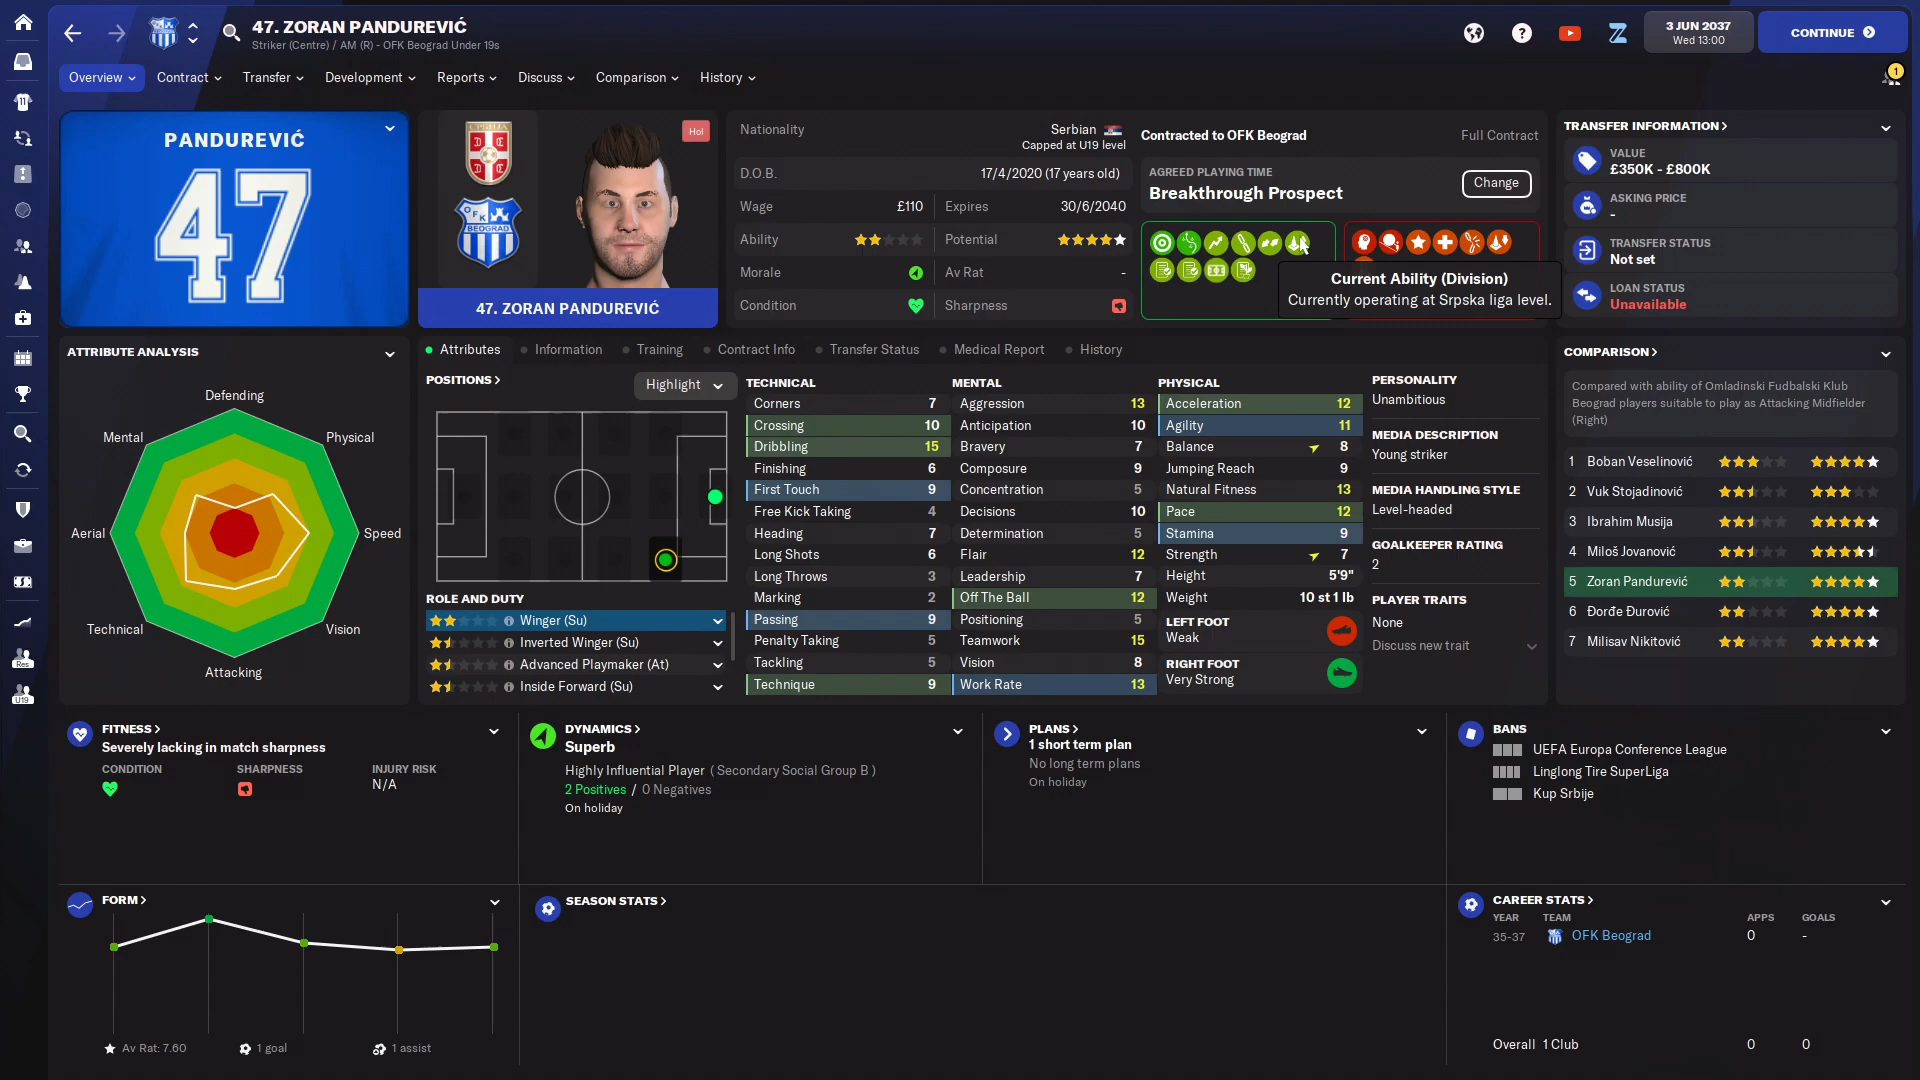 47. ZORAN PANDUREVIĆ
Striker (Centre) / AM (R) - OFK Beograd Under 19s
3 JUN 2037
Wed 13:00
CONTINUE
Overview
Contract
Transfer
Development
Reports
Discuss
Comparison
History
1
PANDUREVIĆ
47
Hol
OFK
BEOGRAD
47. ZORAN PANDUREVIĆ
Nationality
Serbian
Capped at U19 level
D.O.B.
17/4/2020 (17 years old)
Wage
£110
Expires
30/6/2040
Ability
Potential
Morale
Av Rat
-
Condition
Sharpness
Contracted to OFK Beograd
Full Contract
AGREED PLAYING TIME
Breakthrough Prospect
Change
Current Ability (Division)
Currently operating at Srpska liga level.
TRANSFER INFORMATION >
VALUE
£350K - £800K
ASKING PRICE
-
TRANSFER STATUS
Not set
LOAN STATUS
Unavailable
ATTRIBUTE ANALYSIS
Defending
Physical
Speed
Vision
Attacking
Technical
Aerial
Mental
Attributes
Information
Training
Contract Info
Transfer Status
Medical Report
History
POSITIONS >
Highlight
ROLE AND DUTY
Winger (Su)
Inverted Winger (Su)
Advanced Playmaker (At)
Inside Forward (Su)
TECHNICAL
Corners 7
Crossing 10
Dribbling 15
Finishing 6
First Touch 9
Free Kick Taking 4
Heading 7
Long Shots 6
Long Throws 3
Marking 2
Passing 9
Penalty Taking 5
Tackling 5
Technique 9
MENTAL
Aggression 13
Anticipation 10
Bravery 7
Composure 9
Concentration 5
Decisions 10
Determination 5
Flair 12
Leadership 7
Off The Ball 12
Positioning 5
Teamwork 15
Vision 8
Work Rate 13
PHYSICAL
Acceleration 12
Agility 11
Balance 8
Jumping Reach 9
Natural Fitness 13
Pace 12
Stamina 9
Strength 7
Height 5'9"
Weight 10 st 1 lb
LEFT FOOT
Weak
RIGHT FOOT
Very Strong
PERSONALITY
Unambitious
MEDIA DESCRIPTION
Young striker
MEDIA HANDLING STYLE
Level-headed
GOALKEEPER RATING
2
PLAYER TRAITS
None
Discuss new trait
COMPARISON >
Compared with ability of Omladinski Fudbalski Klub
Beograd players suitable to play as Attacking Midfielder
(Right)
1 Boban Veselinović
2 Vuk Stojadinović
3 Ibrahim Musija
4 Miloš Jovanović
5 Zoran Pandurević
6 Đorđe Đurović
7 Milisav Nikitović
Res
U19
FITNESS >
Severely lacking in match sharpness
CONDITION
SHARPNESS
INJURY RISK
N/A
DYNAMICS >
Superb
Highly Influential Player ( Secondary Social Group B )
2 Positives / 0 Negatives
On holiday
PLANS >
1 short term plan
No long term plans
On holiday
BANS
UEFA Europa Conference League
Linglong Tire SuperLiga
Kup Srbije
FORM >
Av Rat: 7.60
1 goal
1 assist
SEASON STATS >
CAREER STATS >
YEAR TEAM APPS GOALS
35-37 OFK Beograd 0 -
Overall 1 Club 0 0